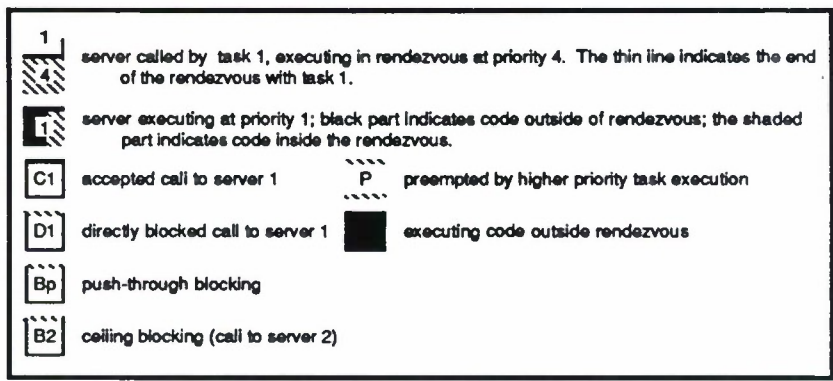 1
4 server called by task 1, executing in rendezvous at priority 4. The thin line indicates the end
of the rendezvous with task 1.
1 server executing at priority 1; black part indicates code outside of rendezvous; the shaded
part indicates code inside the rendezvous.
C1 accepted call to server 1 P preempted by higher priority task execution
D1 directly blocked call to server 1 executing code outside rendezvous
Bp push-through blocking
B2 ceiling blocking (call to server 2)